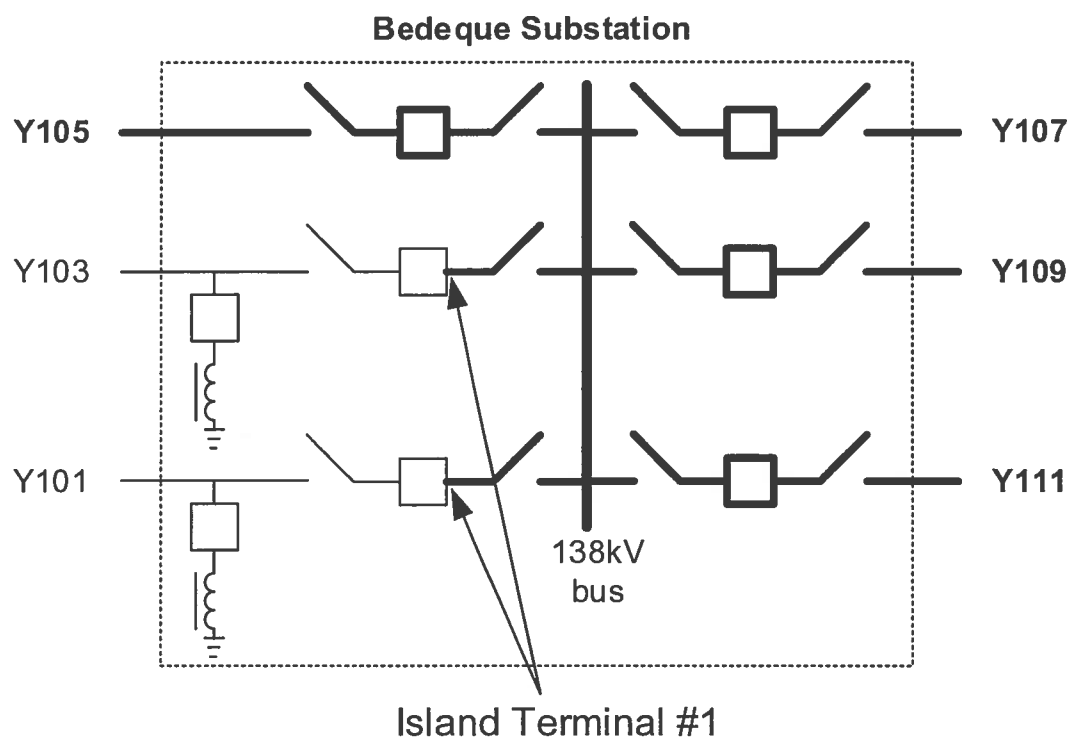 Bedeque Substation
Y105
Y107
Y103
Y109
Y101
Y111
138kV
bus
Island Terminal #1